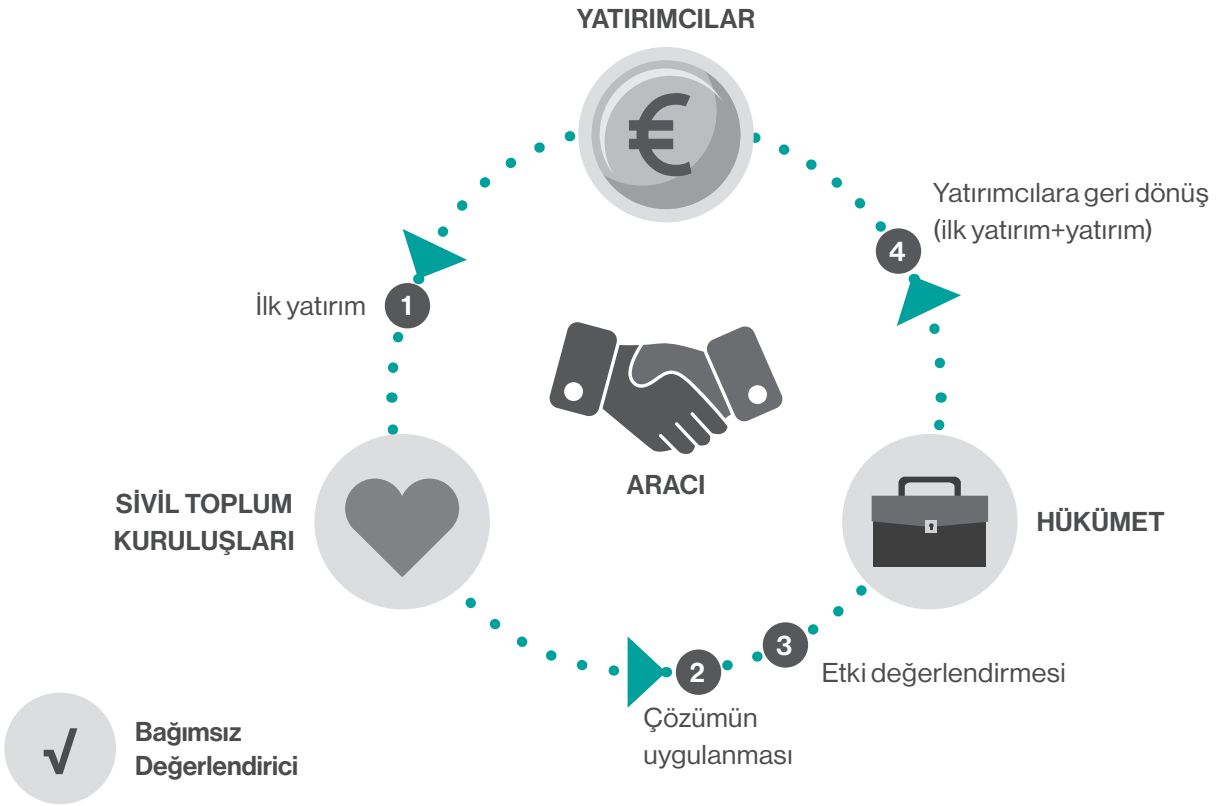 YATIRIMCILAR
€
Yatırımcılara geri dönüş
(ilk yatırım+yatırım)
4
İlk yatırım
1
ARACI
SİVİL TOPLUM
KURULUŞLARI
HÜKÜMET
2
3
Etki değerlendirmesi
Çözümün
uygulanması
√
Bağımsız
Değerlendirici